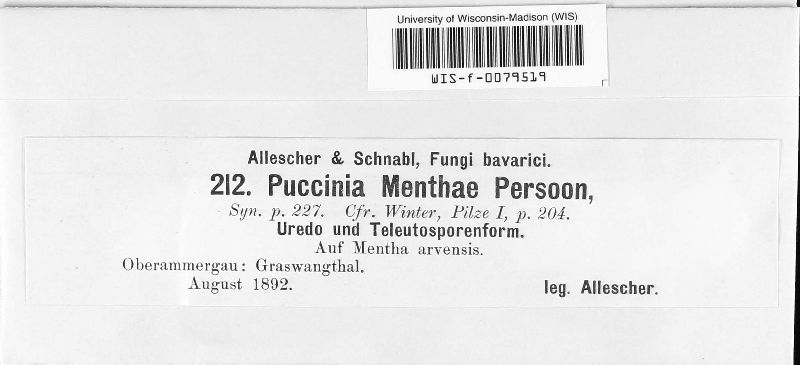 University of Wisconsin-Madison (WIS)
WIS-f-0079519
Allescher & Schnabl, Fungi bavarici.
212. Puccinia Menthae Persoon,
Syn. p. 227. Cfr. Winter, Pilze I, p. 204.
Uredo und Teleutosporenform.
Auf Mentha arvensis.
Oberammergau: Graswangthal.
August 1892.
leg. Allescher.